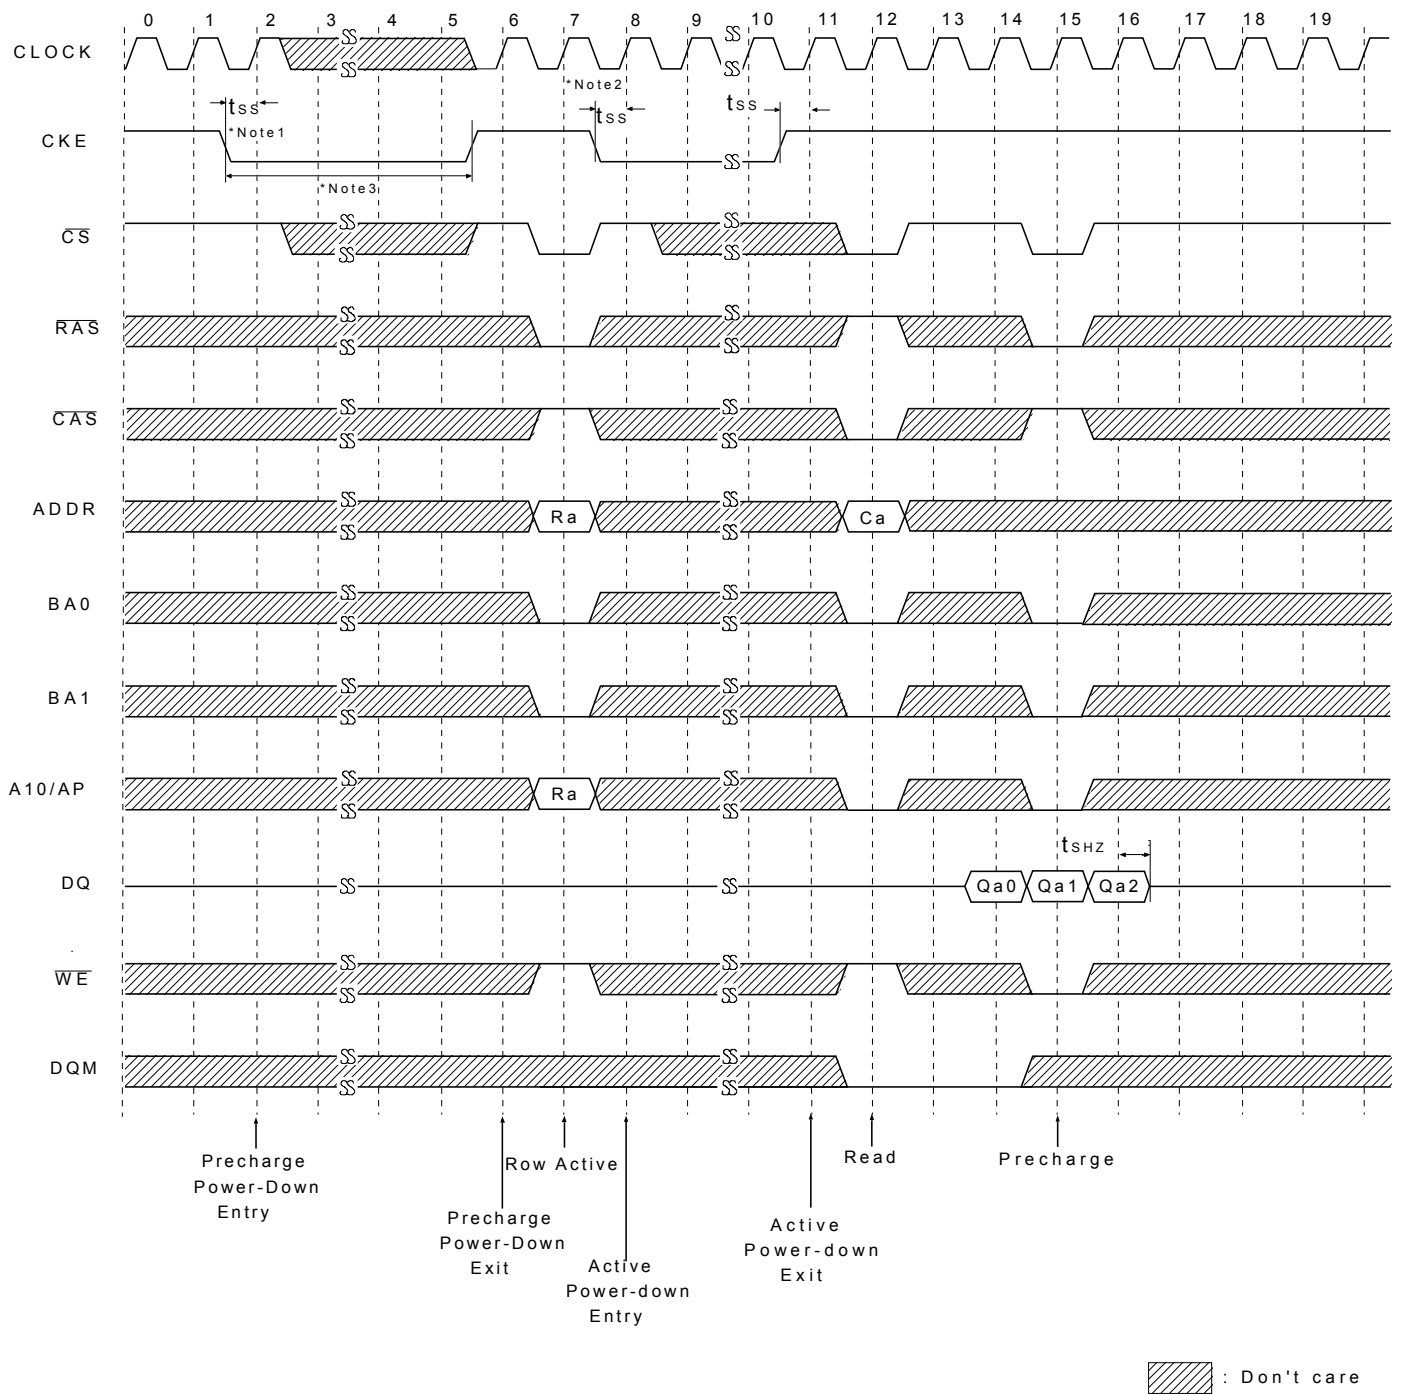 0 1 2 3 4 5 6 7 8 9 10 11 12 13 14 15 16 17 18 19
CLOCK
*Note2
tSS
tSS
tSS
*Note1
CKE
*Note3
CS
RAS
CAS
ADDR
Ra
Ca
BA0
BA1
A10/AP
Ra
tSHZ
DQ
Qa0
Qa1
Qa2
WE
DQM
Precharge
Power-Down
Entry
Row Active
Read
Precharge
Precharge
Power-Down
Exit
Active
Power-down
Exit
Active
Power-down
Entry
: Don't care